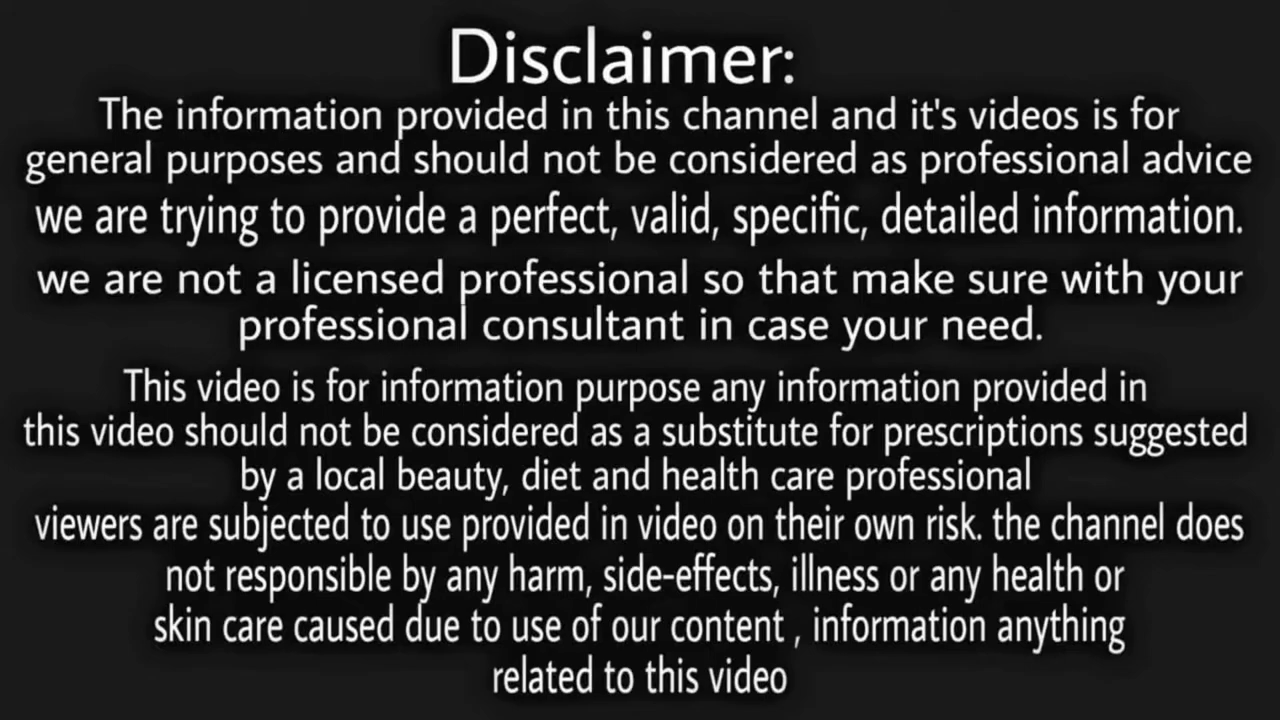 Disclaimer:
The information provided in this channel and it's videos is for
general purposes and should not be considered as professional advice
we are trying to provide a perfect, valid, specific, detailed information.
we are not a licensed professional so that make sure with your
professional consultant in case your need.
This video is for information purpose any information provided in
this video should not be considered as a substitute for prescriptions suggested
by a local beauty, diet and health care professional
viewers are subjected to use provided in video on their own risk. the channel does
not responsible by any harm, side-effects, illness or any health or
skin care caused due to use of our content , information anything
related to this video